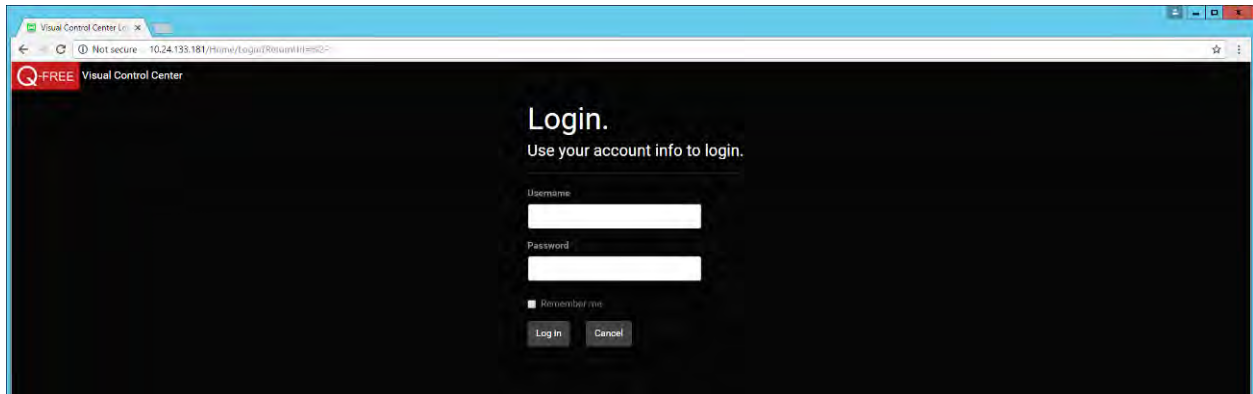 Visual Control Center Lo
Not secure 10.24.133.181/Home/Login?ReturnUrl=%2F
Q-FREE Visual Control Center
Login.
Use your account info to login.
Username
Password
Remember me
Log in Cancel